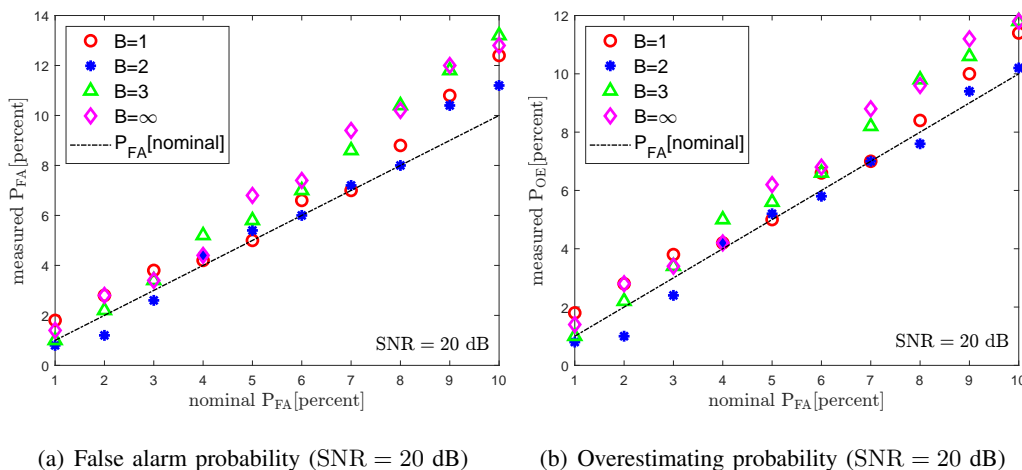 14
12
10
8
6
4
2
0
measured P_FA[percent]
B=1
B=2
B=3
B=∞
P_FA[nominal]
SNR = 20 dB
1 2 3 4 5 6 7 8 9 10
nominal P_FA[percent]
(a) False alarm probability (SNR = 20 dB)
12
10
8
6
4
2
0
measured P_OE[percent]
B=1
B=2
B=3
B=∞
P_FA[nominal]
SNR = 20 dB
1 2 3 4 5 6 7 8 9 10
nominal P_FA[percent]
(b) Overestimating probability (SNR = 20 dB)